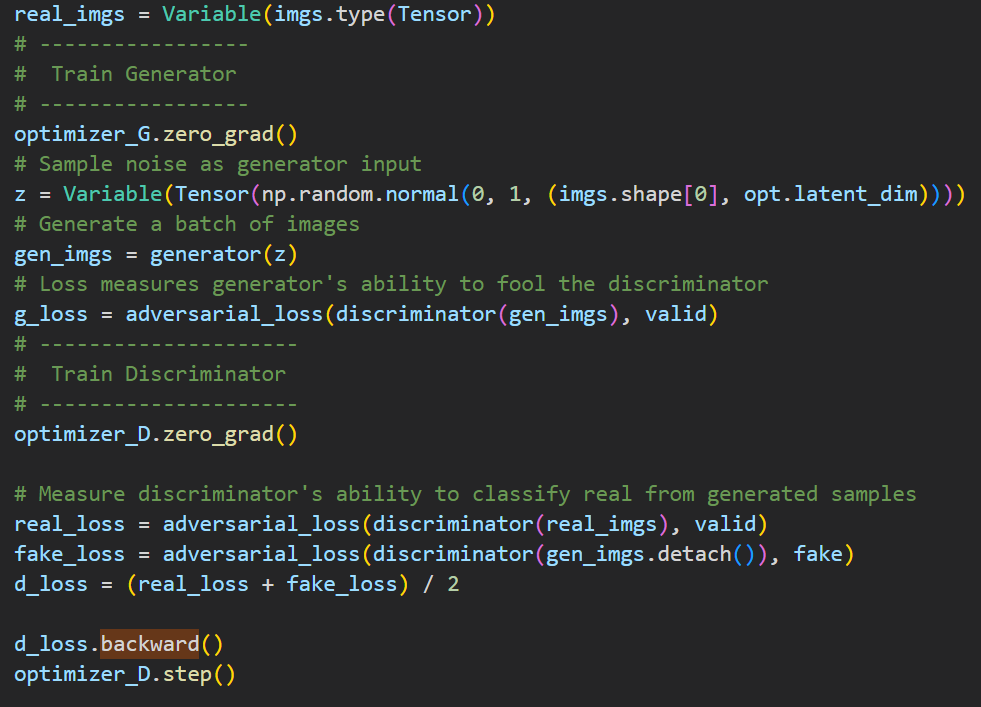 real_imgs = Variable(imgs.type(Tensor))
# -----------------
#  Train Generator
# -----------------
optimizer_G.zero_grad()
# Sample noise as generator input
z = Variable(Tensor(np.random.normal(0, 1, (imgs.shape[0], opt.latent_dim))))
# Generate a batch of images
gen_imgs = generator(z)
# Loss measures generator's ability to fool the discriminator
g_loss = adversarial_loss(discriminator(gen_imgs), valid)
# ---------------------
#  Train Discriminator
# ---------------------
optimizer_D.zero_grad()
# Measure discriminator's ability to classify real from generated samples
real_loss = adversarial_loss(discriminator(real_imgs), valid)
fake_loss = adversarial_loss(discriminator(gen_imgs.detach()), fake)
d_loss = (real_loss + fake_loss) / 2
d_loss.backward()
optimizer_D.step()